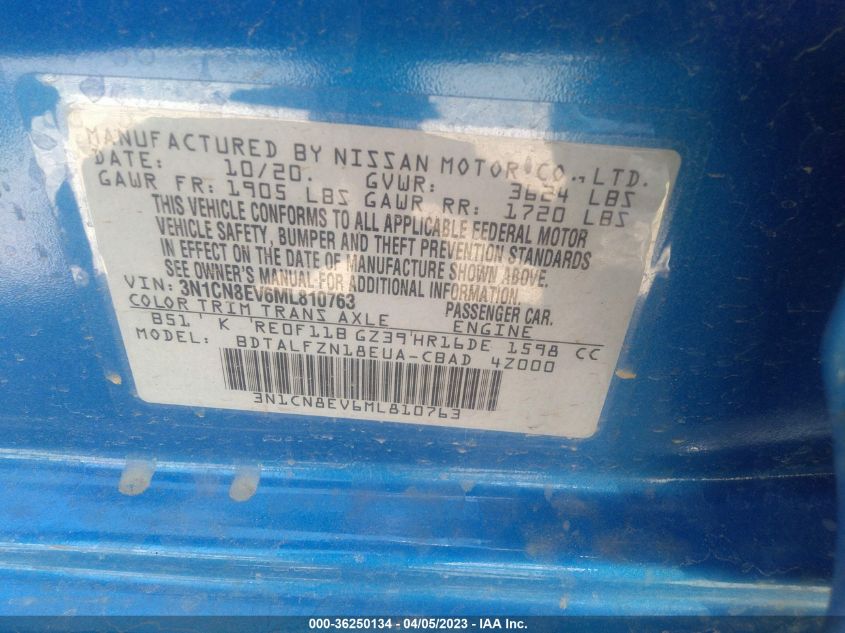 MANUFACTURED BY NISSAN MOTOR CO., LTD.
DATE: 10/20. GVWR: 3624 LBS
GAWR FR: 1905 LBS GAWR RR: 1720 LBS
THIS VEHICLE CONFORMS TO ALL APPLICABLE FEDERAL MOTOR
VEHICLE SAFETY, BUMPER AND THEFT PREVENTION STANDARDS
IN EFFECT ON THE DATE OF MANUFACTURE SHOWN ABOVE.
SEE OWNER'S MANUAL FOR ADDITIONAL INFORMATION
VIN: 3N1CN8EV6ML810763 PASSENGER CAR.
COLOR TRIM TRANS AXLE ENGINE
B51 ' K 'RE0F11B GZ39'HR16DE 1598 CC
MODEL: BDTALFZN18EUA-CBAD 4Z000
3N1CN8EV6ML810763
000-36250134 - 04/05/2023 - IAA Inc.